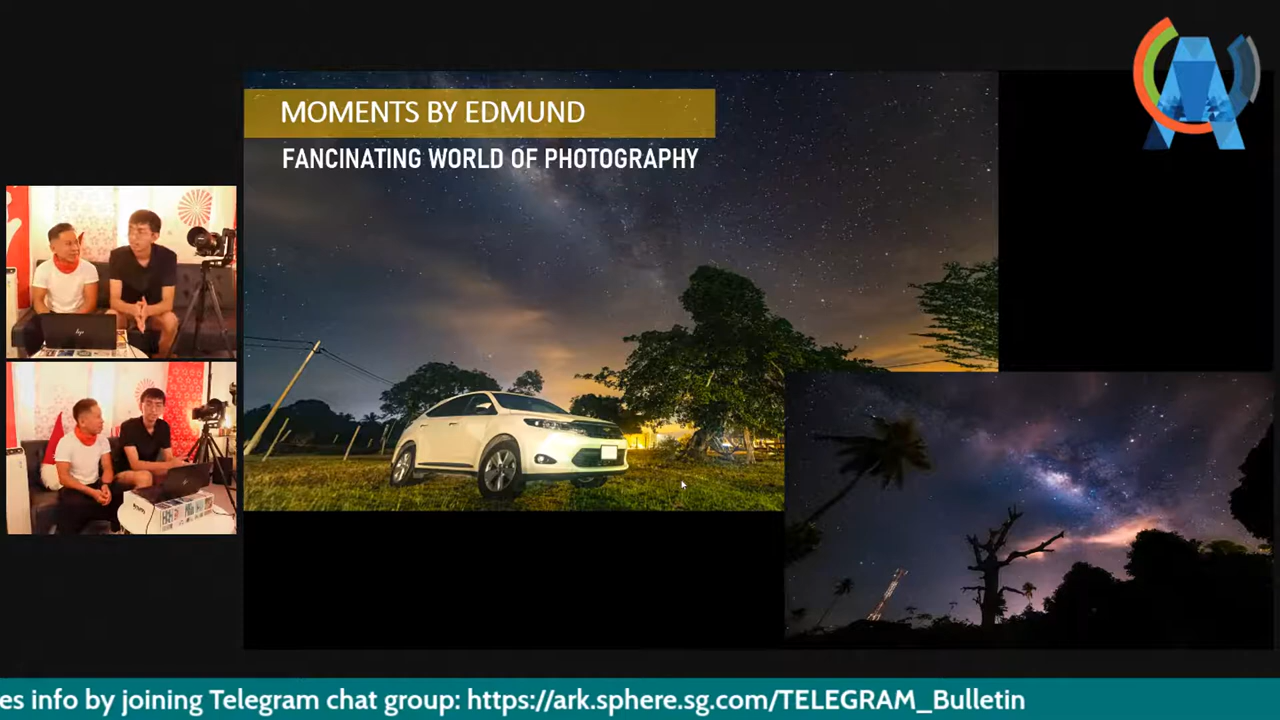 MOMENTS BY EDMUND
FANCINATING WORLD OF PHOTOGRAPHY
es info by joining Telegram chat group: https://ark.sphere.sg.com/TELEGRAM_Bulletin